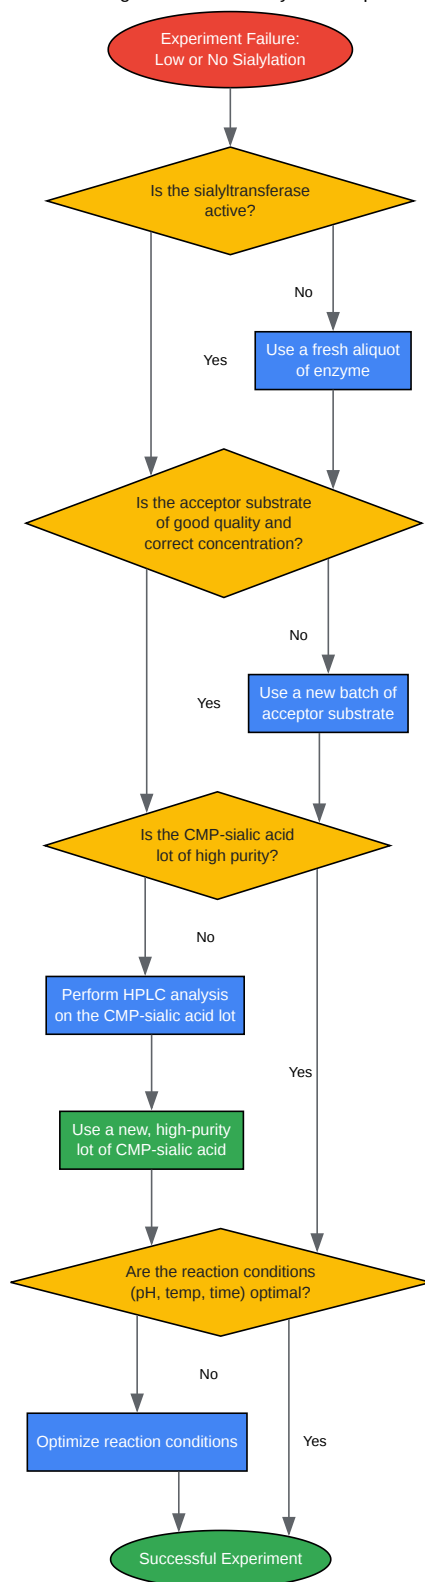 Experiment Failure:
Low or No Sialylation
Is the sialyltransferase
active?
No
Yes
Use a fresh aliquot
of enzyme
Is the acceptor substrate
of good quality and
correct concentration?
No
Yes
Use a new batch of
acceptor substrate
Is the CMP-sialic acid
lot of high purity?
No
Perform HPLC analysis
on the CMP-sialic acid lot
Yes
Use a new, high-purity
lot of CMP-sialic acid
Are the reaction conditions
(pH, temp, time) optimal?
No
Optimize reaction conditions
Yes
Successful Experiment